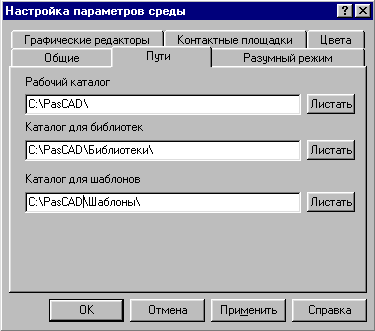 Настройка параметров среды
Графические редакторы Контактные площадки Цвета
Общие Пути Разумный режим
Рабочий каталог
C:\PasCAD\ Листать
Каталог для библиотек
C:\PasCAD\Библиотеки\ Листать
Каталог для шаблонов
C:\PasCAD\Шаблоны\ Листать
OK Отмена Применить Справка